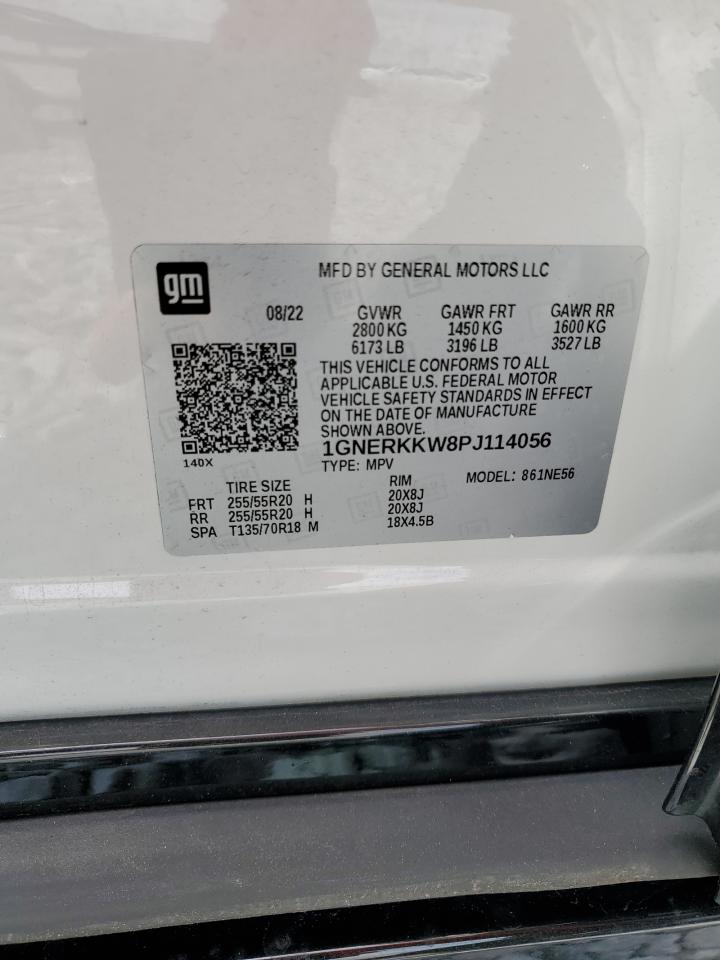 gm
MFD BY GENERAL MOTORS LLC
08/22 GVWR GAWR FRT GAWR RR
2800 KG 1450 KG 1600 KG
6173 LB 3196 LB 3527 LB
THIS VEHICLE CONFORMS TO ALL
APPLICABLE U.S. FEDERAL MOTOR
VEHICLE SAFETY STANDARDS IN EFFECT
ON THE DATE OF MANUFACTURE
SHOWN ABOVE.
1GNERKKW8PJ114056
140X
TYPE: MPV MODEL: 861NE56
TIRE SIZE RIM
FRT 255/55R20 H 20X8J
RR 255/55R20 H 20X8J
SPA T135/70R18 M 18X4.5B